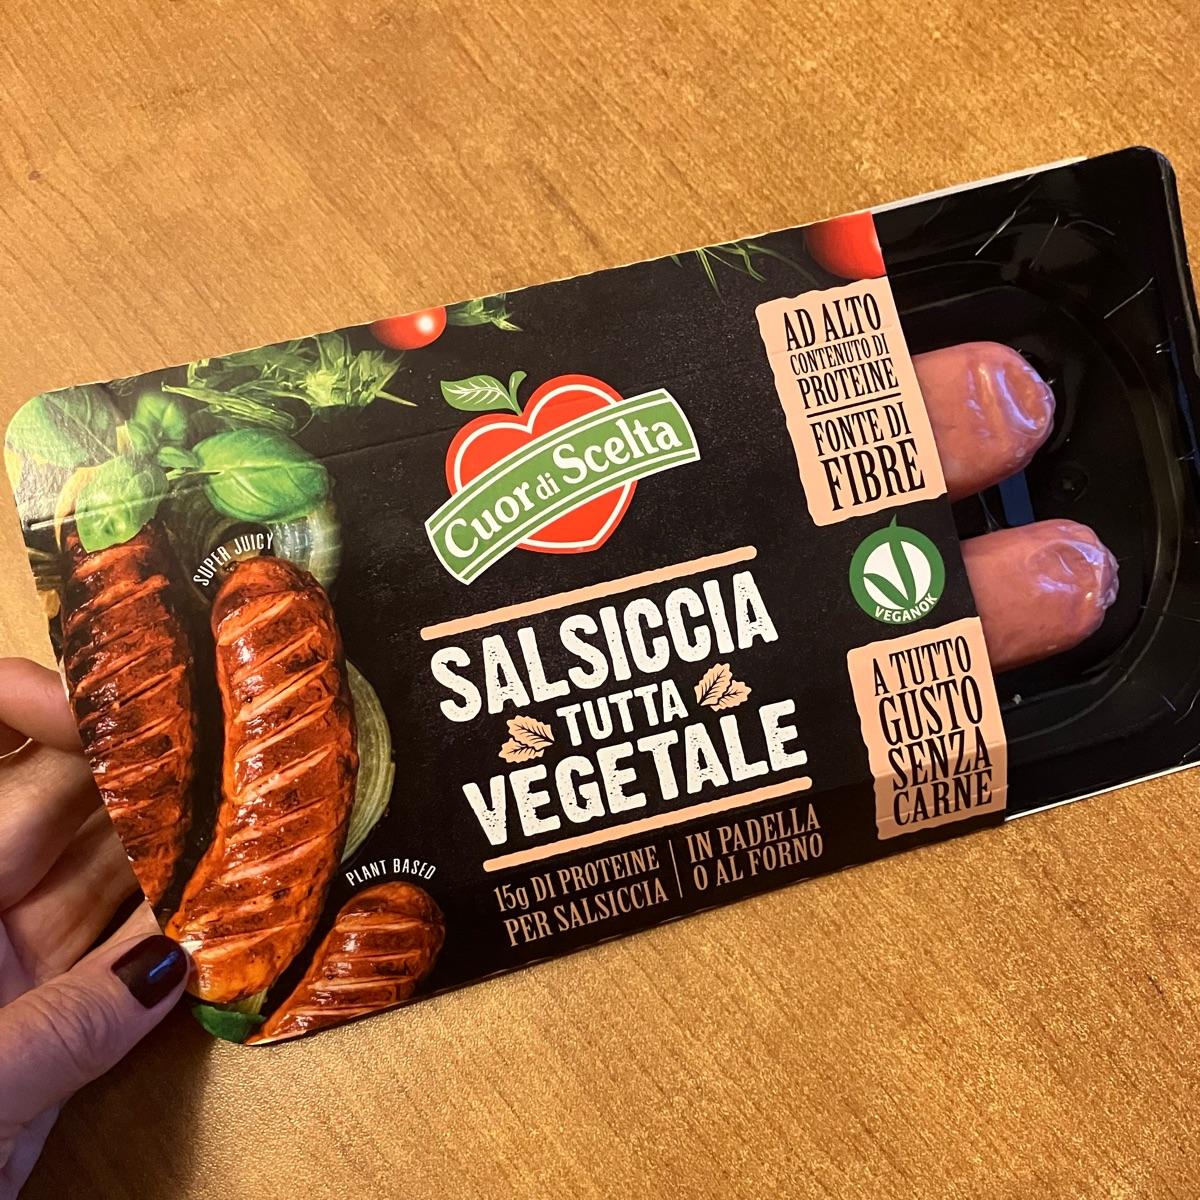 Cuor di Scelta
SALSICCIA
TUTTA
VEGETALE
15g DI PROTEINE
PER SALSICCIA
IN PADELLA
O AL FORNO
SUPER JUICY
PLANT BASED
AD ALTO
CONTENUTO DI
PROTEINE
FONTE DI
FIBRE
VEGANOK
A TUTTO
GUSTO
SENZA
CARNE